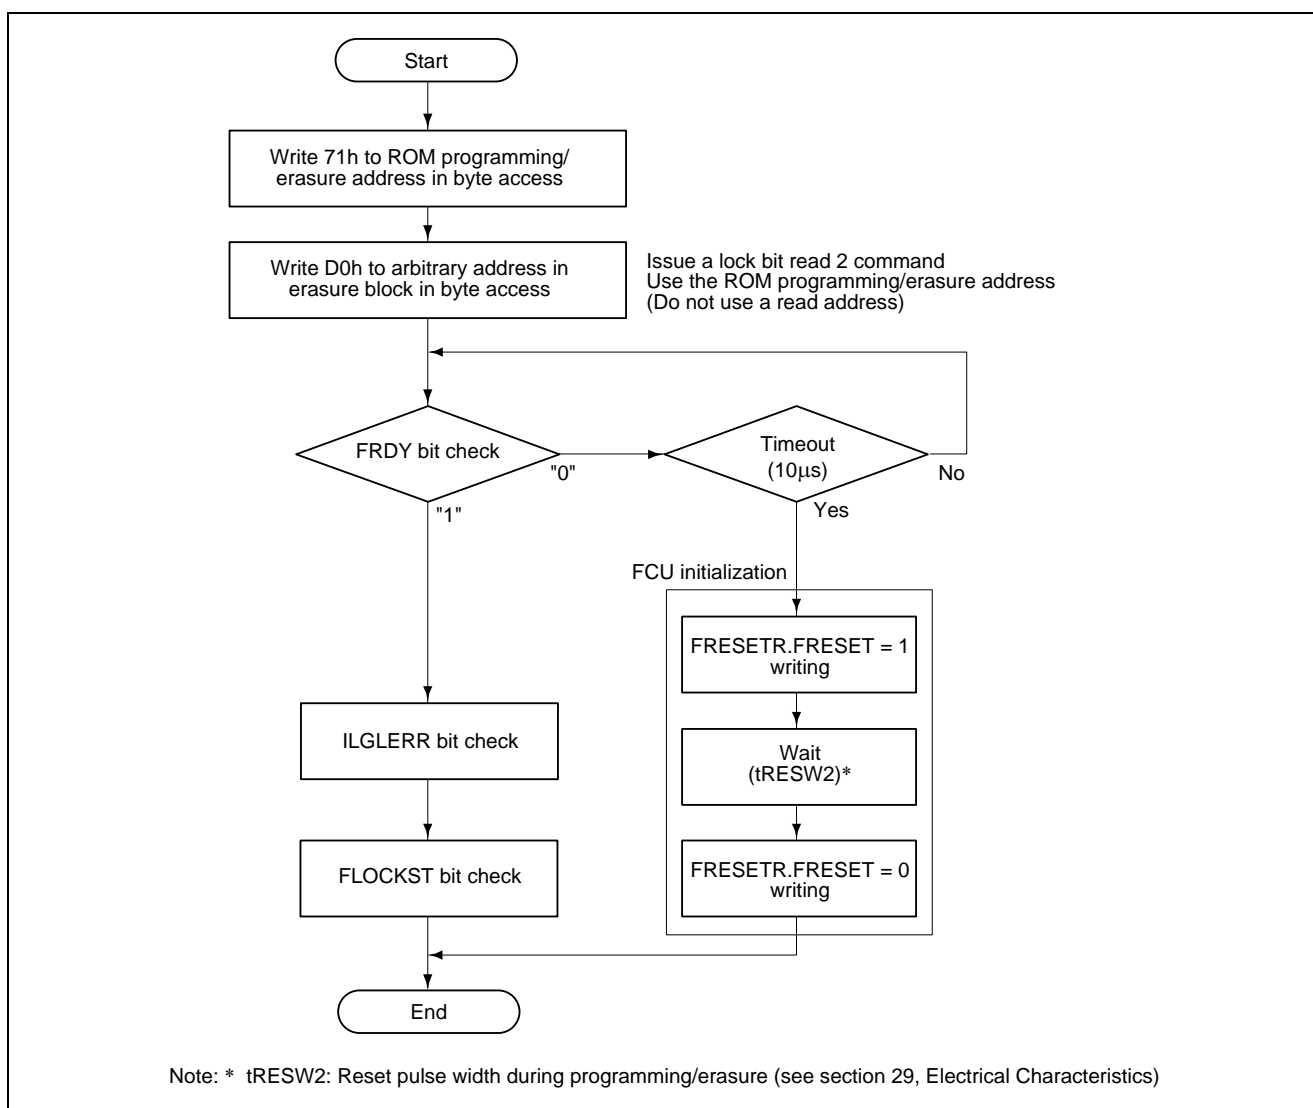 Start
Write 71h to ROM programming/
erasure address in byte access
Write D0h to arbitrary address in
erasure block in byte access
Issue a lock bit read 2 command
Use the ROM programming/erasure address
(Do not use a read address)
FRDY bit check
"0"
"1"
Timeout
(10μs)
No
Yes
FCU initialization
FRESETR.FRESET = 1
writing
Wait
(tRESW2)*
FRESETR.FRESET = 0
writing
ILGLERR bit check
FLOCKST bit check
End
Note: * tRESW2: Reset pulse width during programming/erasure (see section 29, Electrical Characteristics)